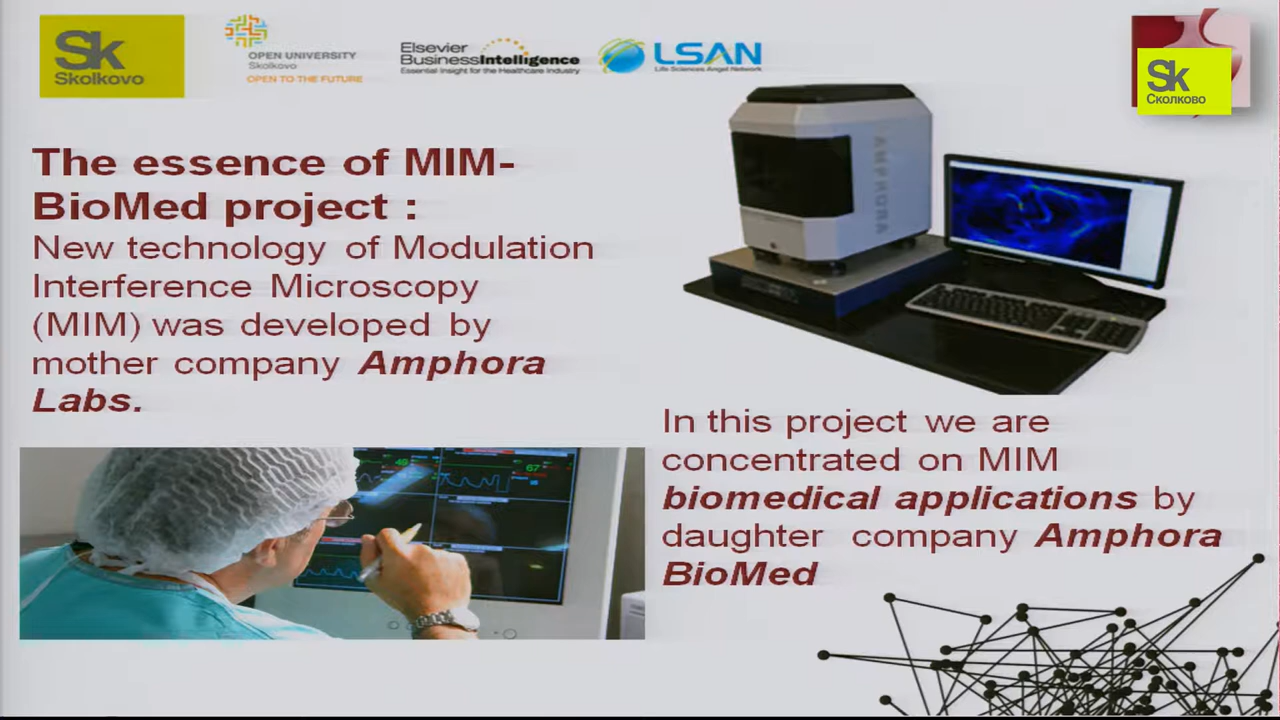 Sk
Skolkovo
OPEN UNIVERSITY
Skolkovo
OPEN TO THE FUTURE
Elsevier
BusinessIntelligence
Essential Insight for the Healthcare Industry
LSAN
Life Sciences Angel Network
Sk
Сколково
The essence of MIM-
BioMed project :
New technology of Modulation
Interference Microscopy
(MIM) was developed by
mother company Amphora
Labs.
AMPHORA
49
67
In this project we are
concentrated on MIM
biomedical applications by
daughter company Amphora
BioMed